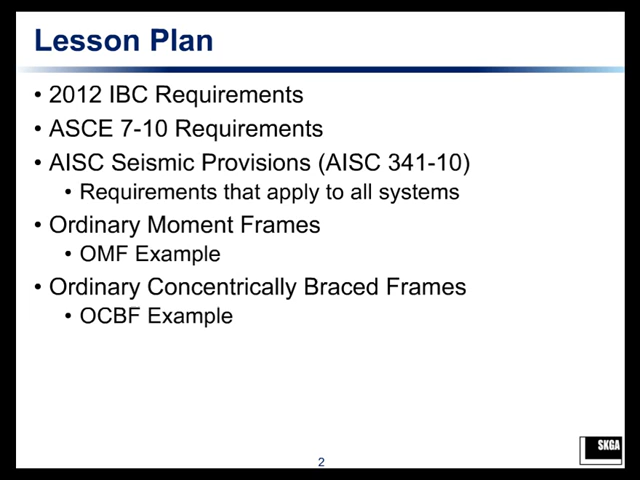 Lesson Plan
• 2012 IBC Requirements
• ASCE 7-10 Requirements
• AISC Seismic Provisions (AISC 341-10)
• Requirements that apply to all systems
• Ordinary Moment Frames
• OMF Example
• Ordinary Concentrically Braced Frames
• OCBF Example
SKGA
2